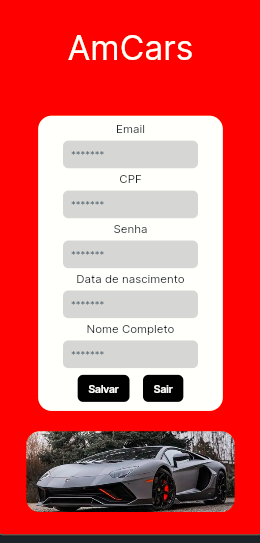 AmCars
Email
*******
CPF
*******
Senha
*******
Data de nascimento
*******
Nome Completo
*******
Salvar Sair